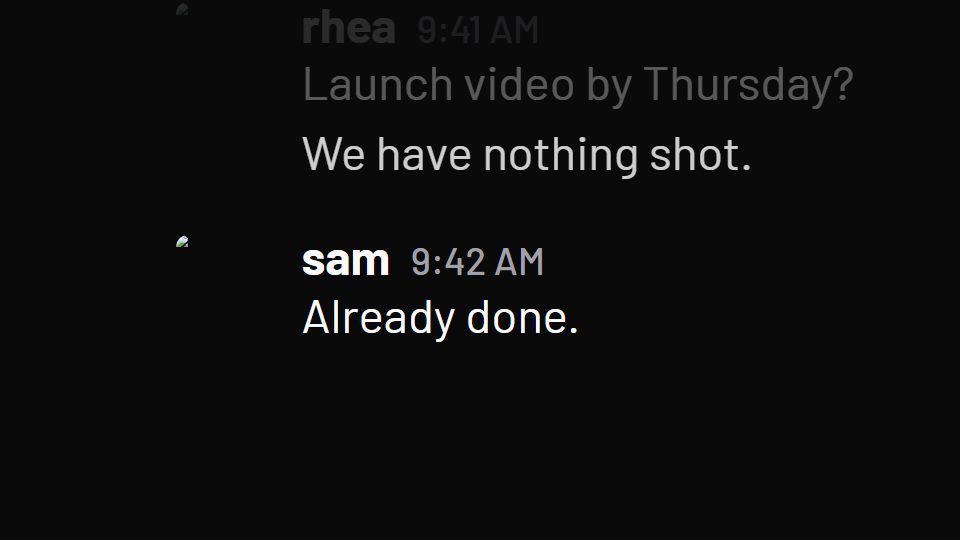 rhea 9:41 AM
Launch video by Thursday?
We have nothing shot.
sam 9:42 AM
Already done.